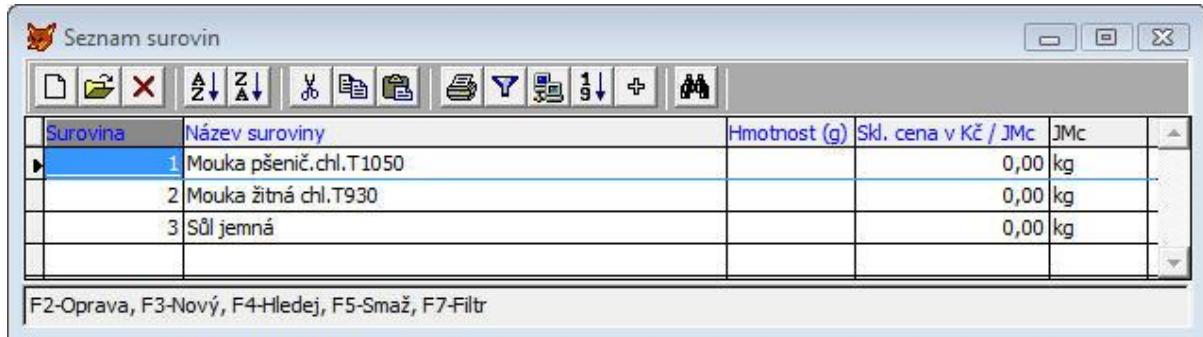 Seznam surovin
Surovina Název suroviny Hmotnost (g) Skl. cena v Kč / JMc JMc
1 Mouka pšenič.chl.T1050 0,00 kg
2 Mouka žitná chl.T930 0,00 kg
3 Sůl jemná 0,00 kg
F2-Oprava, F3-Nový, F4-Hledej, F5-Smaž, F7-Filtr